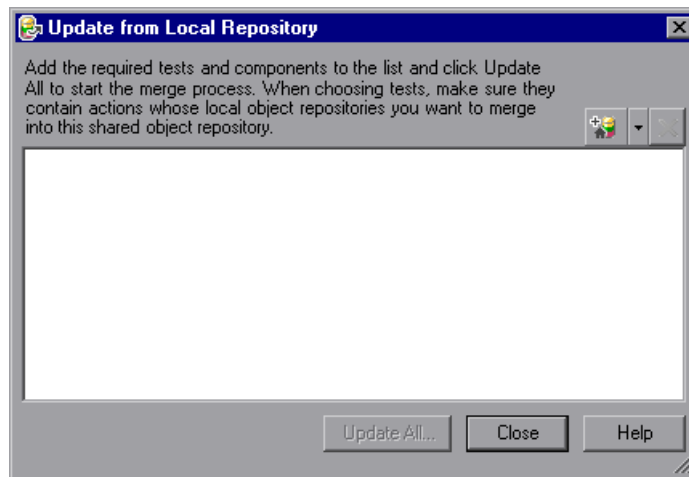 Update from Local Repository
Add the required tests and components to the list and click Update
All to start the merge process. When choosing tests, make sure they
contain actions whose local object repositories you want to merge
into this shared object repository.
Update All... Close Help